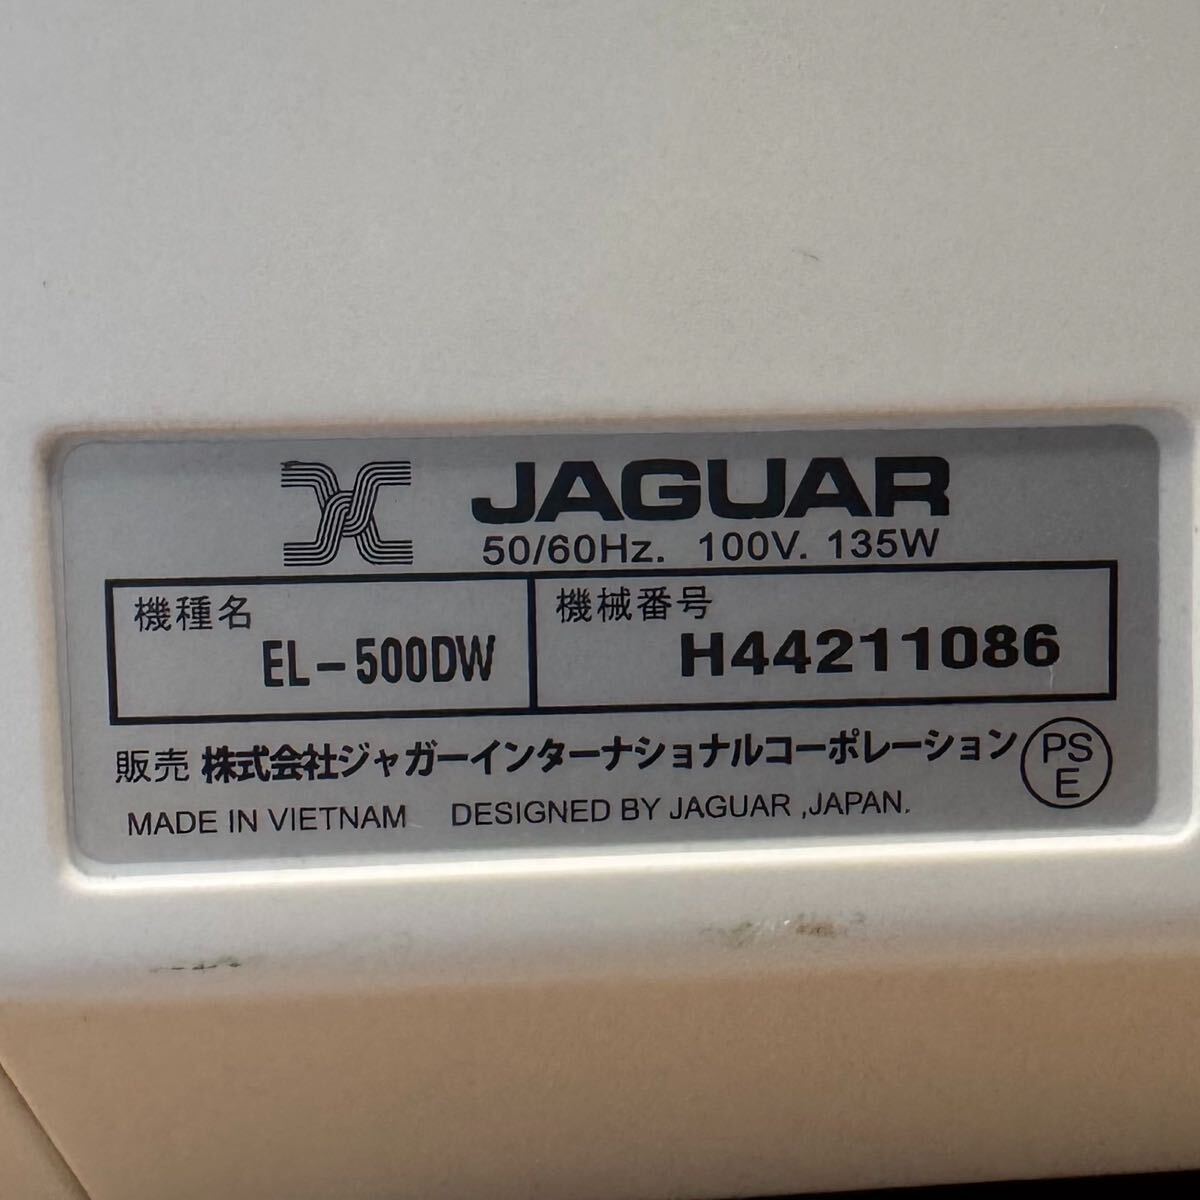 JAGUAR
50/60Hz. 100V. 135W
機種名
EL-500DW
機械番号
H44211086
販売 株式会社ジャガーインターナショナルコーポレーション
PS
E
MADE IN VIETNAM DESIGNED BY JAGUAR ,JAPAN.